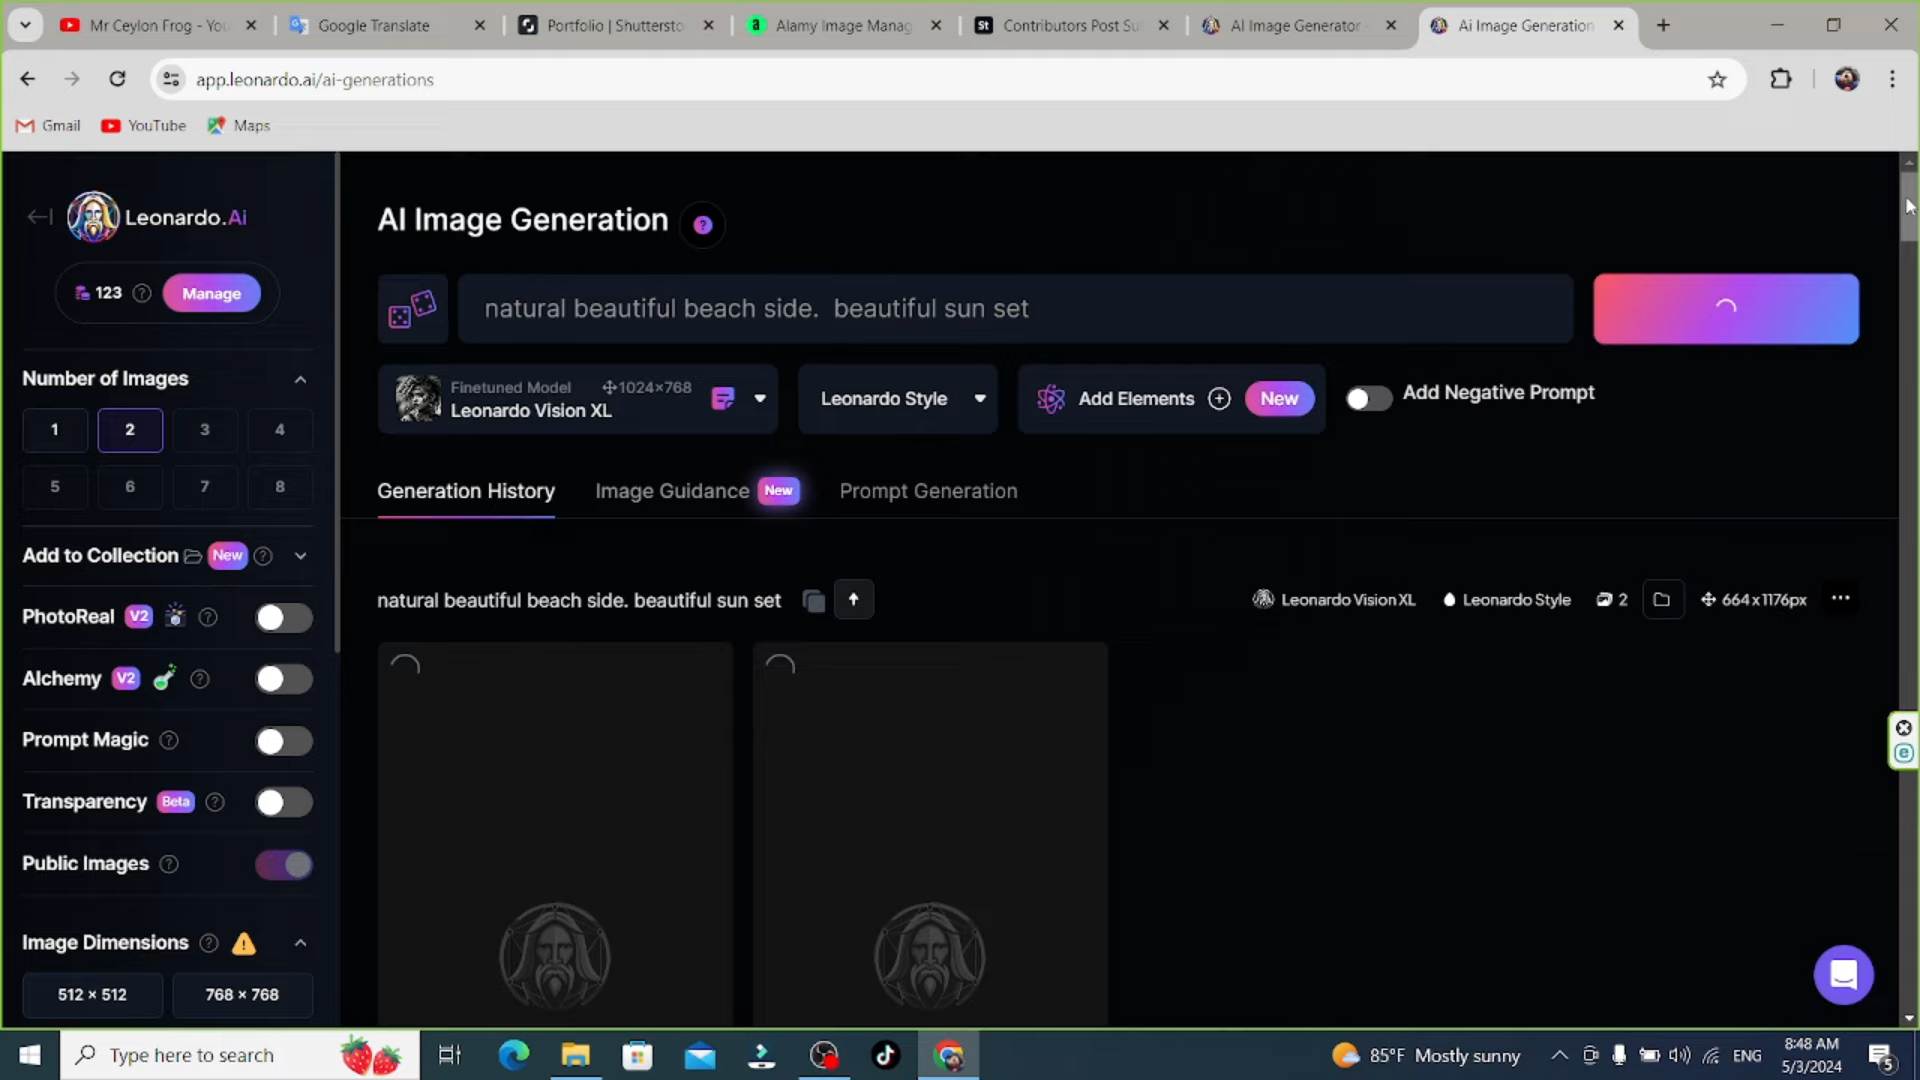 Mr Ceylon Frog - You
Google Translate
Portfolio | Shuttersto
Alamy Image Manag
Contributors Post Su
AI Image Generator -
Ai Image Generation
app.leonardo.ai/ai-generations
Gmail
YouTube
Maps
Leonardo.Ai
123
Manage
Number of Images
1
2
3
4
5
6
7
8
Add to Collection New
PhotoReal V2
Alchemy V2
Prompt Magic
Transparency Beta
Public Images
Image Dimensions
512 × 512
768 × 768
AI Image Generation
natural beautiful beach side.  beautiful sun set
Finetuned Model 1024×768
Leonardo Vision XL
Leonardo Style
Add Elements New
Add Negative Prompt
Generation History
Image Guidance New
Prompt Generation
natural beautiful beach side. beautiful sun set
Leonardo Vision XL
Leonardo Style
2
664 x 1176px
Type here to search
85°F Mostly sunny
ENG
8:48 AM
5/3/2024
5